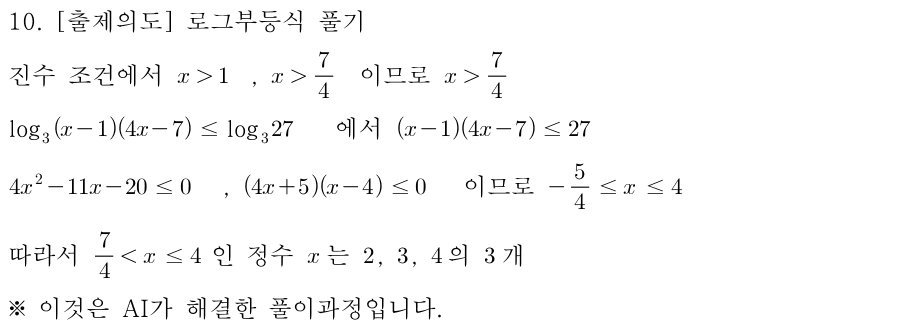 10. [출제의도] 로그부등식 풀기
진수 조건에서 x > 1 , x > 7/4 이므로 x > 7/4
log₃(x−1)(4x−7) ≤ log₃27 에서 (x−1)(4x−7) ≤ 27
4x²−11x−20 ≤ 0 , (4x+5)(x−4) ≤ 0 이므로 −5/4 ≤ x ≤ 4
따라서 7/4 < x ≤ 4 인 정수 x 는 2, 3, 4 의 3 개
※ 이것은 AI가 해결한 풀이과정입니다.